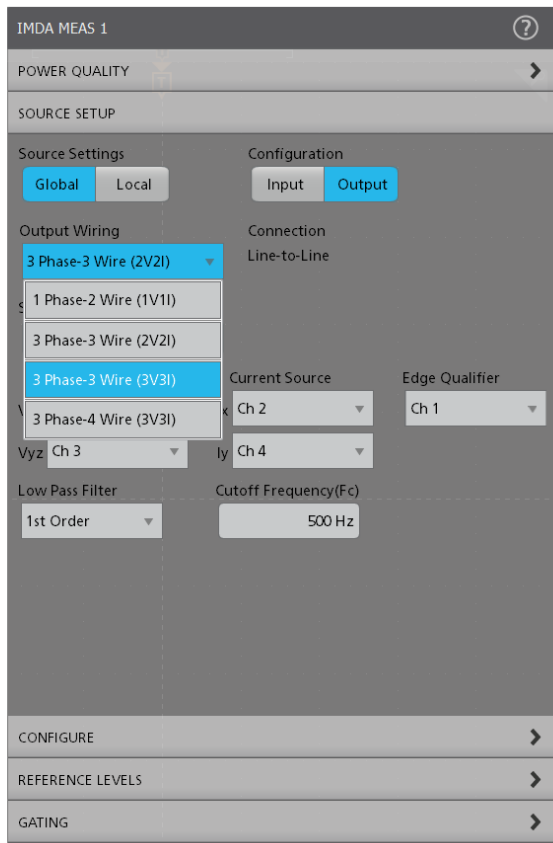 IMDA MEAS 1 ?
POWER QUALITY
T
SOURCE SETUP
Source Settings Configuration
Global Local Input Output
Output Wiring Connection
3 Phase-3 Wire (2V2I) Line-to-Line
1 Phase-2 Wire (1V1I)
3 Phase-3 Wire (2V2I)
3 Phase-3 Wire (3V3I) Current Source Edge Qualifier
Ch 2 Ch 1
3 Phase-4 Wire (3V3I)
Vyz Ch 3 Iy Ch 4
Low Pass Filter Cutoff Frequency(Fc)
1st Order 500 Hz
CONFIGURE
REFERENCE LEVELS
GATING